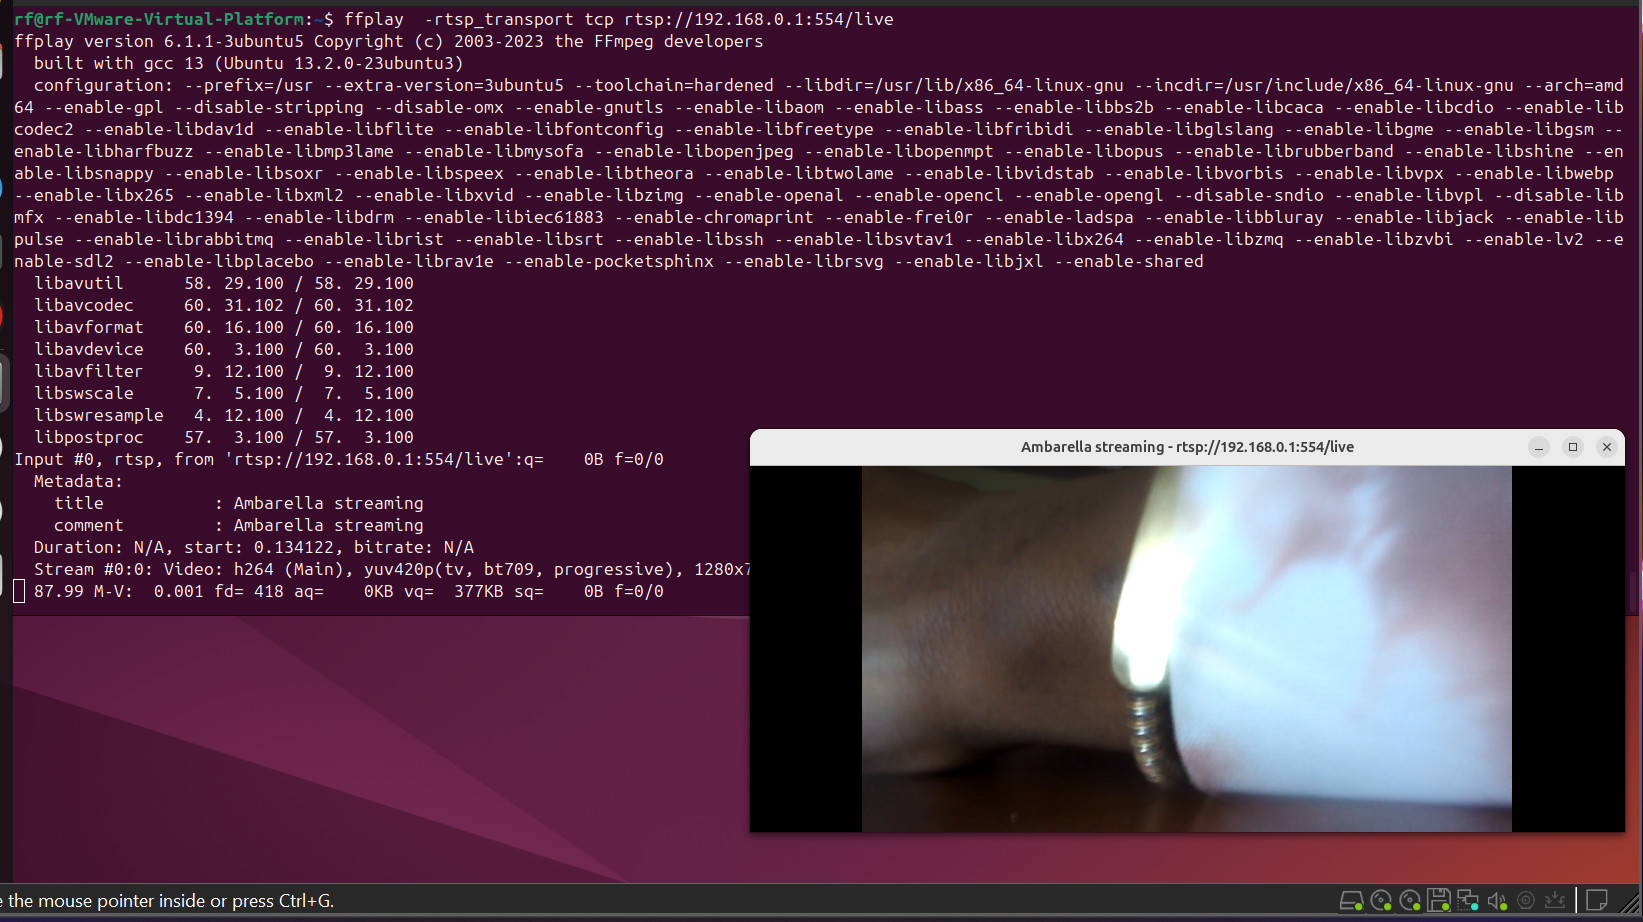 rf@rf-VMware-Virtual-Platform:~$ ffplay  -rtsp_transport tcp rtsp://192.168.0.1:554/live
ffplay version 6.1.1-3ubuntu5 Copyright (c) 2003-2023 the FFmpeg developers
  built with gcc 13 (Ubuntu 13.2.0-23ubuntu3)
  configuration: --prefix=/usr --extra-version=3ubuntu5 --toolchain=hardened --libdir=/usr/lib/x86_64-linux-gnu --incdir=/usr/include/x86_64-linux-gnu --arch=amd
64 --enable-gpl --disable-stripping --disable-omx --enable-gnutls --enable-libaom --enable-libass --enable-libbs2b --enable-libcaca --enable-libcdio --enable-lib
codec2 --enable-libdav1d --enable-libflite --enable-libfontconfig --enable-libfreetype --enable-libfribidi --enable-libglslang --enable-libgme --enable-libgsm --
enable-libharfbuzz --enable-libmp3lame --enable-libmysofa --enable-libopenjpeg --enable-libopenmpt --enable-libopus --enable-librubberband --enable-libshine --en
able-libsnappy --enable-libsoxr --enable-libspeex --enable-libtheora --enable-libtwolame --enable-libvidstab --enable-libvorbis --enable-libvpx --enable-libwebp
--enable-libx265 --enable-libxml2 --enable-libxvid --enable-libzimg --enable-openal --enable-opencl --enable-opengl --disable-sndio --enable-libvpl --disable-lib
mfx --enable-libdc1394 --enable-libdrm --enable-libiec61883 --enable-chromaprint --enable-frei0r --enable-ladspa --enable-libbluray --enable-libjack --enable-lib
pulse --enable-librabbitmq --enable-librist --enable-libsrt --enable-libssh --enable-libsvtav1 --enable-libx264 --enable-libzmq --enable-libzvbi --enable-lv2 --e
nable-sdl2 --enable-libplacebo --enable-librav1e --enable-pocketsphinx --enable-librsvg --enable-libjxl --enable-shared
  libavutil      58. 29.100 / 58. 29.100
  libavcodec     60. 31.102 / 60. 31.102
  libavformat    60. 16.100 / 60. 16.100
  libavdevice    60.  3.100 / 60.  3.100
  libavfilter     9. 12.100 /  9. 12.100
  libswscale      7.  5.100 /  7.  5.100
  libswresample   4. 12.100 /  4. 12.100
  libpostproc    57.  3.100 / 57.  3.100
Input #0, rtsp, from 'rtsp://192.168.0.1:554/live':q=    0B f=0/0
  Metadata:
    title           : Ambarella streaming
    comment         : Ambarella streaming
  Duration: N/A, start: 0.134122, bitrate: N/A
  Stream #0:0: Video: h264 (Main), yuv420p(tv, bt709, progressive), 1280x7
  87.99 M-V:  0.001 fd= 418 aq=    0KB vq=  377KB sq=    0B f=0/0
Ambarella streaming - rtsp://192.168.0.1:554/live
e the mouse pointer inside or press Ctrl+G.